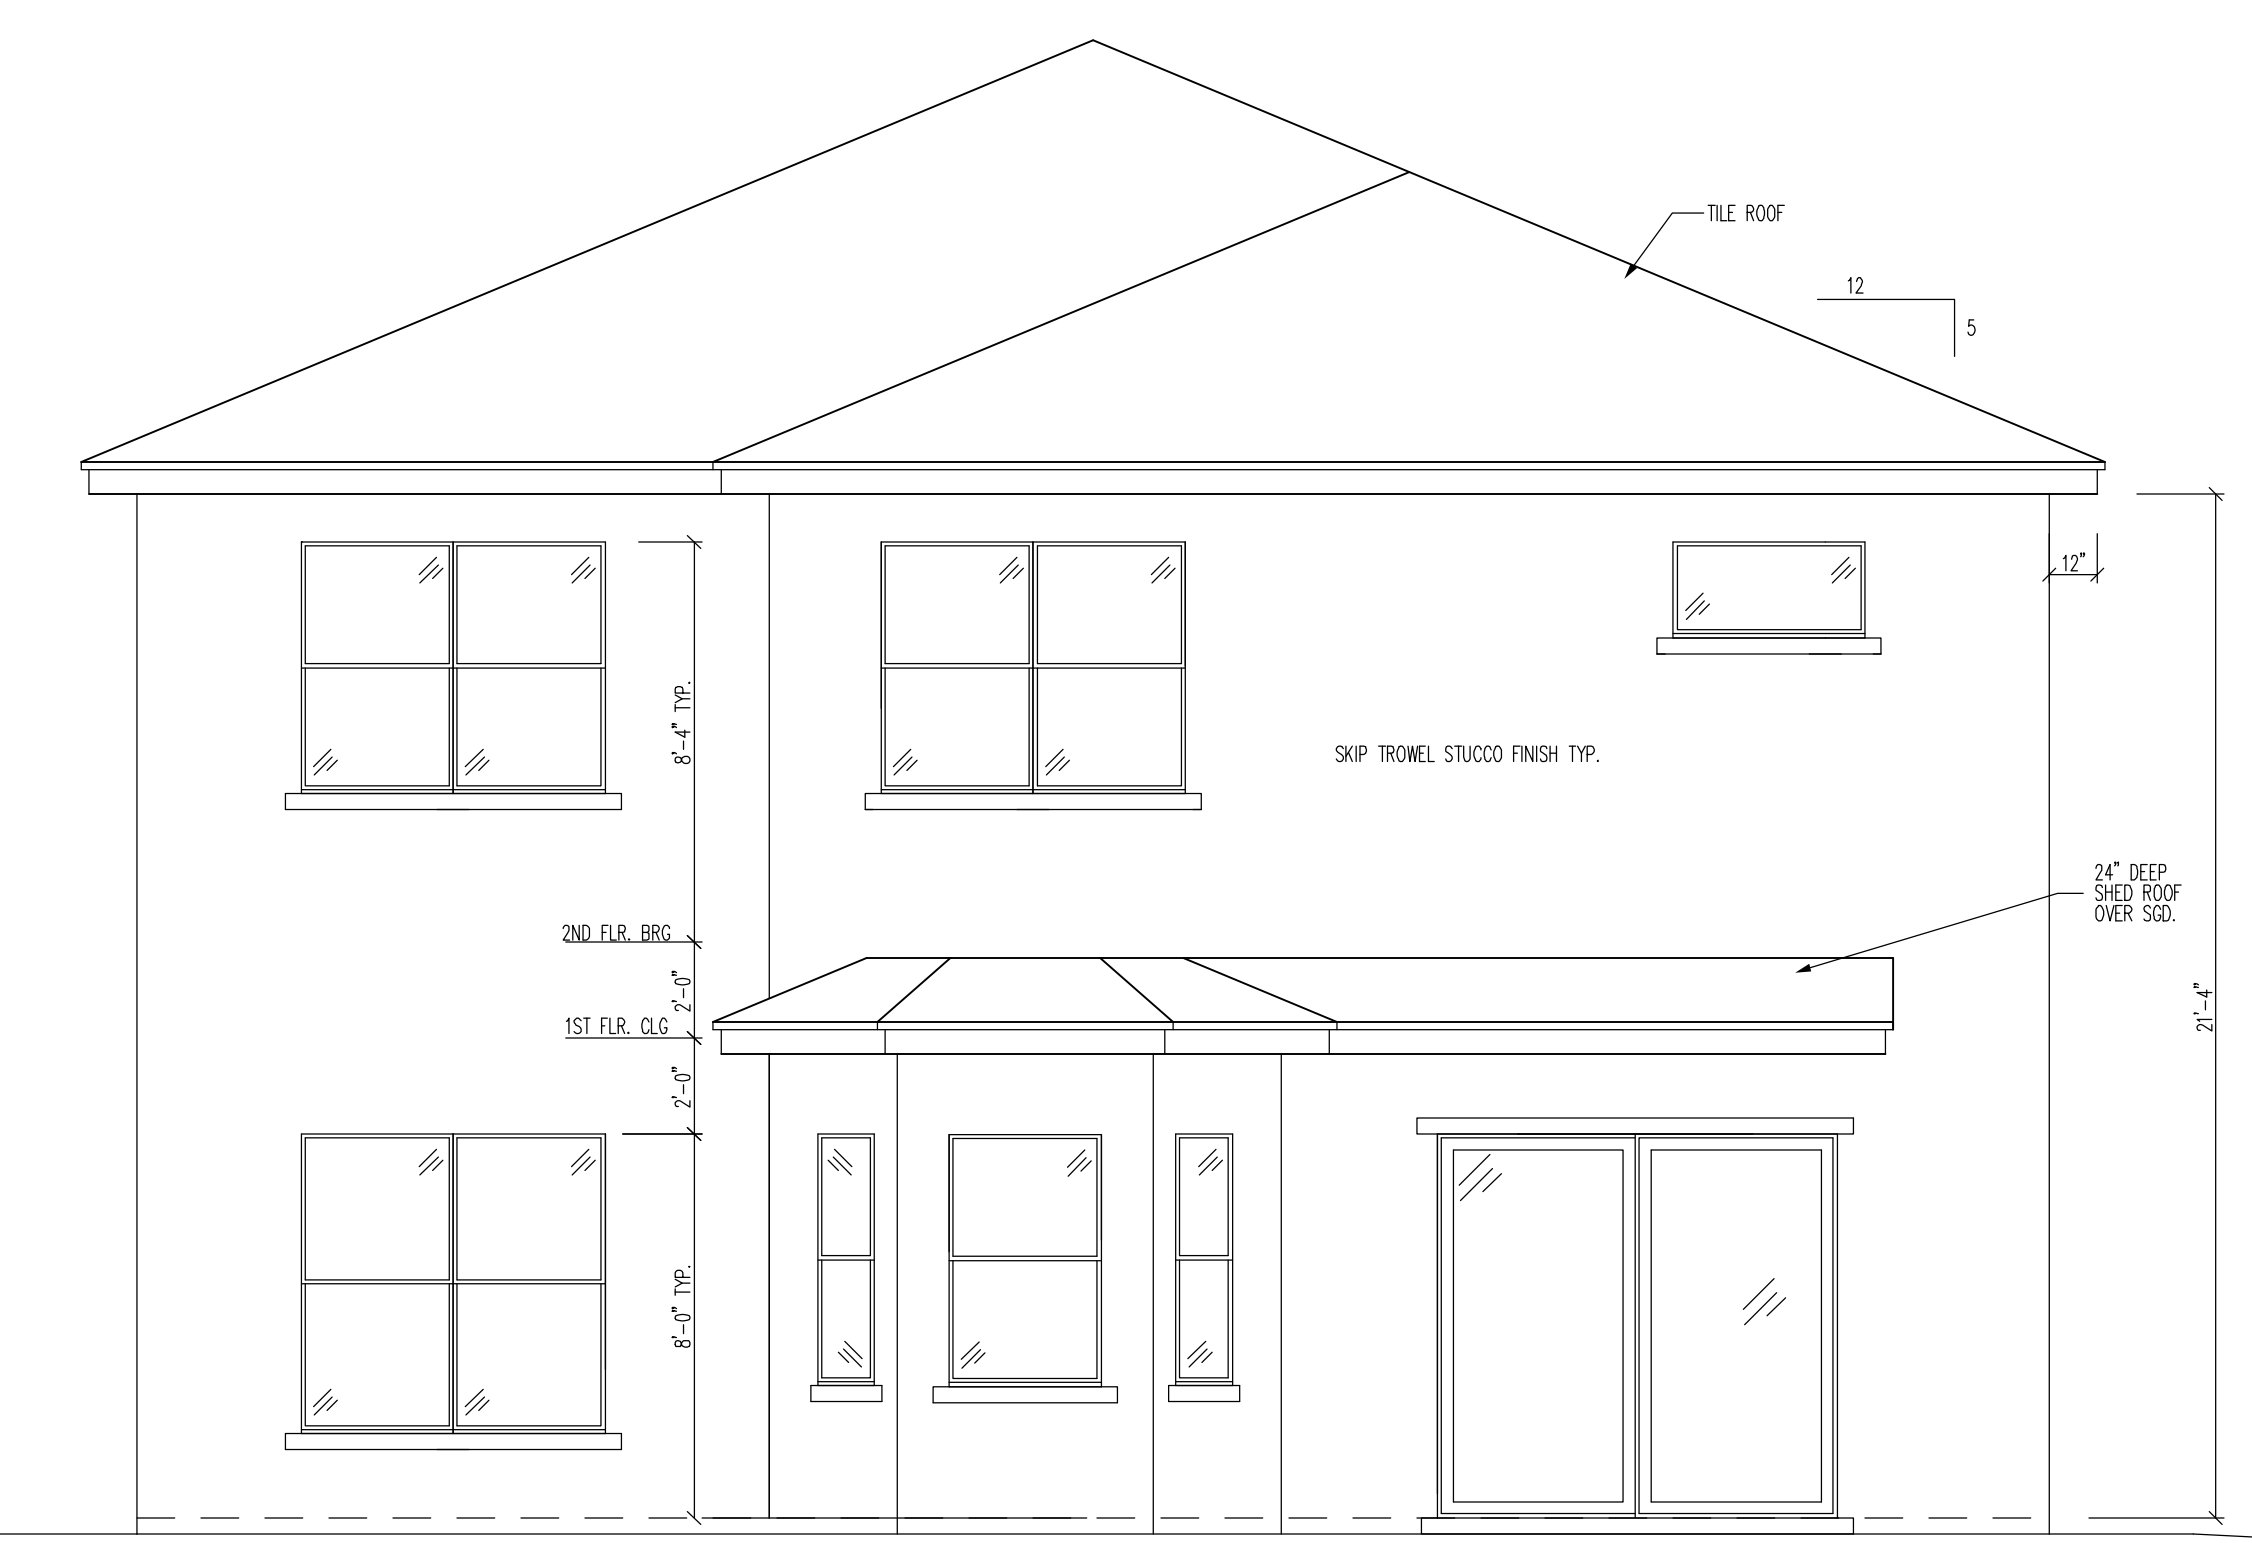 TILE ROOF
12
5
12"
8'-4" TYP.
SKIP TROWEL STUCCO FINISH TYP.
24" DEEP
SHED ROOF
OVER SGD.
2ND FLR. BRG
2'-0"
21'-4"
1ST FLR. CLG
2'-0"
8'-0" TYP.